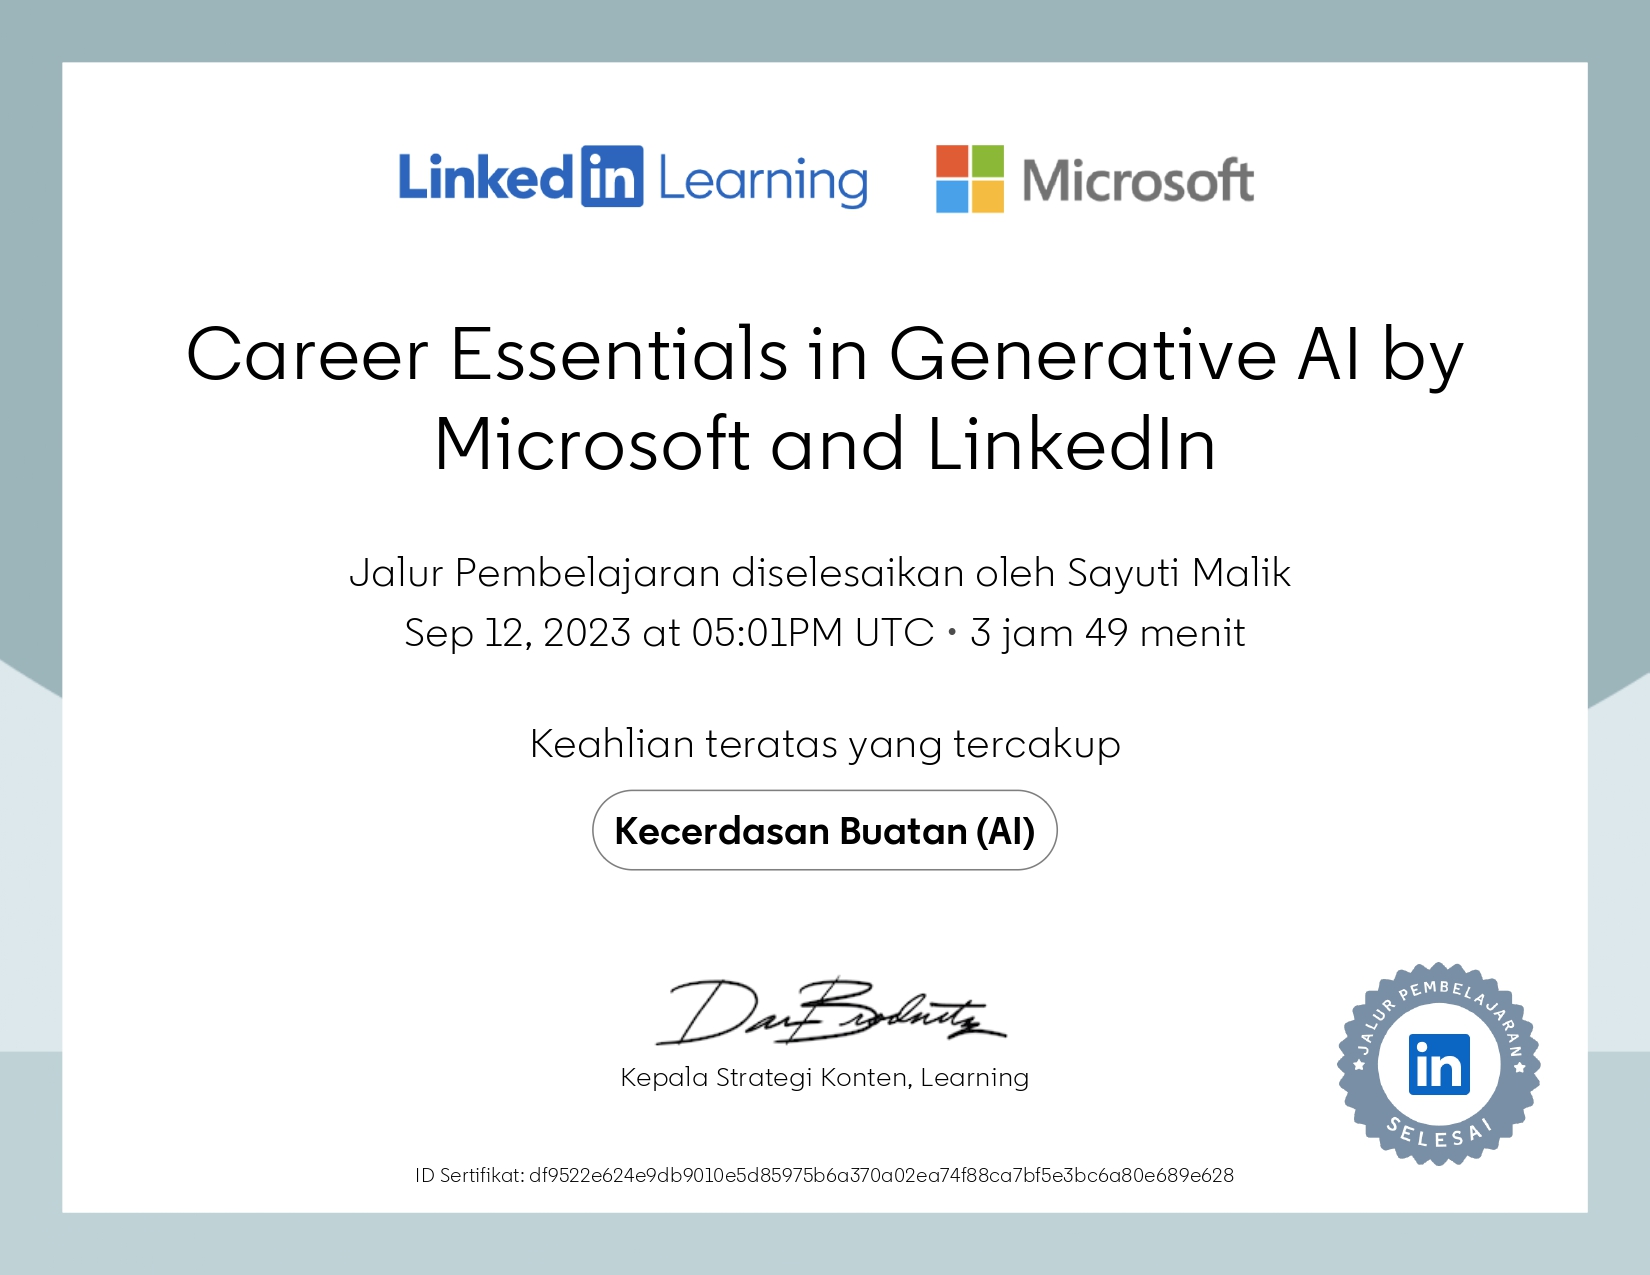 Linked in Learning Microsoft
Career Essentials in Generative AI by
Microsoft and LinkedIn
Jalur Pembelajaran diselesaikan oleh Sayuti Malik
Sep 12, 2023 at 05:01PM UTC • 3 jam 49 menit
Keahlian teratas yang tercakup
Kecerdasan Buatan (AI)
Dan Brodnitz
Kepala Strategi Konten, Learning
JALUR PEMBELAJARAN
in
SELESAI
ID Sertifikat: df9522e624e9db9010e5d85975b6a370a02ea74f88ca7bf5e3bc6a80e689e628